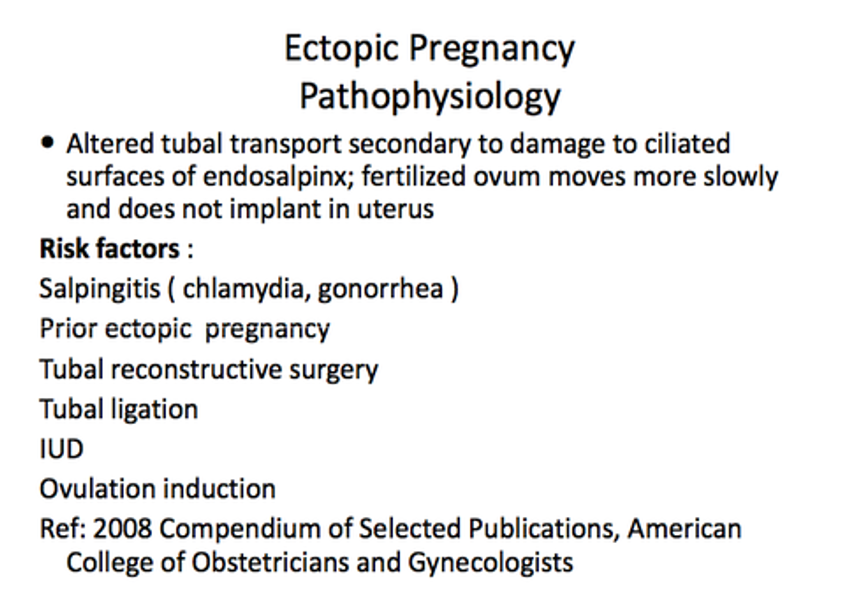 Ectopic Pregnancy
Pathophysiology
• Altered tubal transport secondary to damage to ciliated
surfaces of endosalpinx; fertilized ovum moves more slowly
and does not implant in uterus
Risk factors :
Salpingitis ( chlamydia, gonorrhea )
Prior ectopic  pregnancy
Tubal reconstructive surgery
Tubal ligation
IUD
Ovulation induction
Ref: 2008 Compendium of Selected Publications, American
College of Obstetricians and Gynecologists